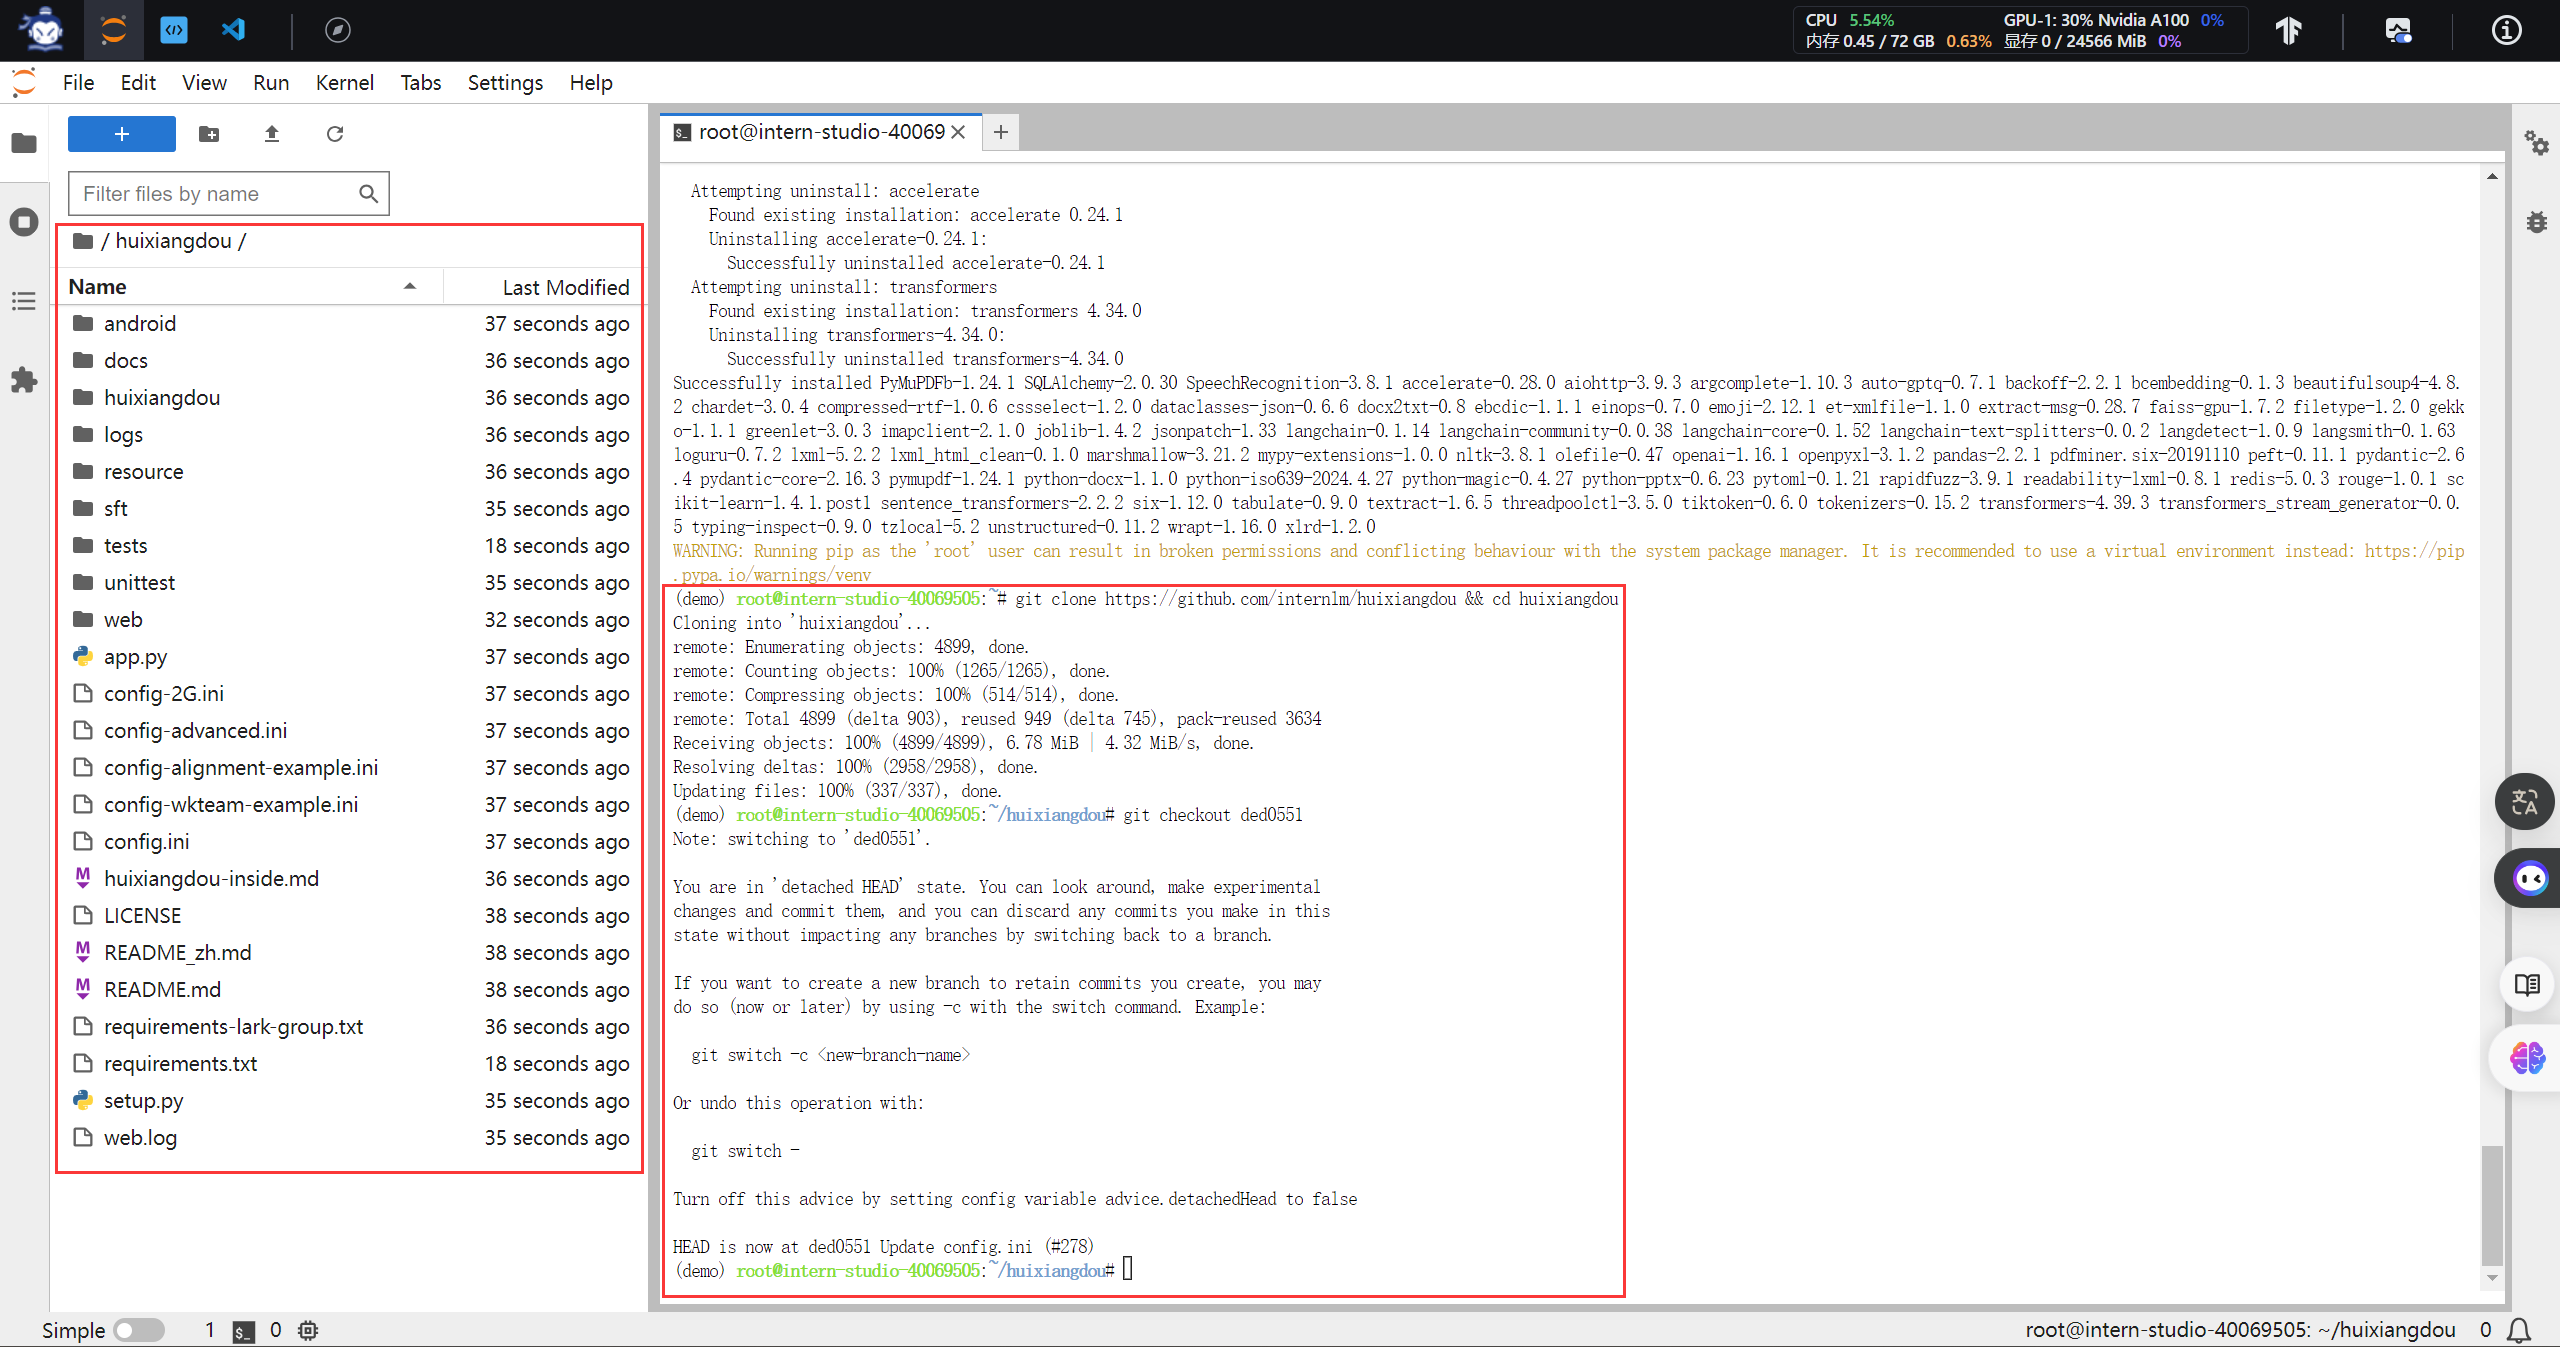 CPU 5.54%
GPU-1: 30% Nvidia A100 0%
内存 0.45 / 72 GB 0.63%
显存 0 / 24566 MiB 0%
File Edit View Run Kernel Tabs Settings Help
+
root@intern-studio-40069
Filter files by name
/ huixiangdou /
Name Last Modified
android 37 seconds ago
docs 36 seconds ago
huixiangdou 36 seconds ago
logs 36 seconds ago
resource 36 seconds ago
sft 35 seconds ago
tests 18 seconds ago
unittest 35 seconds ago
web 32 seconds ago
app.py 37 seconds ago
config-2G.ini 37 seconds ago
config-advanced.ini 37 seconds ago
config-alignment-example.ini 37 seconds ago
config-wkteam-example.ini 37 seconds ago
config.ini 37 seconds ago
huixiangdou-inside.md 36 seconds ago
LICENSE 38 seconds ago
README_zh.md 38 seconds ago
README.md 38 seconds ago
requirements-lark-group.txt 36 seconds ago
requirements.txt 18 seconds ago
setup.py 35 seconds ago
web.log 35 seconds ago
Attempting uninstall: accelerate
Found existing installation: accelerate 0.24.1
Uninstalling accelerate-0.24.1:
Successfully uninstalled accelerate-0.24.1
Attempting uninstall: transformers
Found existing installation: transformers 4.34.0
Uninstalling transformers-4.34.0:
Successfully uninstalled transformers-4.34.0
Successfully installed PyMuPDFb-1.24.1 SQLAlchemy-2.0.30 SpeechRecognition-3.8.1 accelerate-0.28.0 aiohttp-3.9.3 argcomplete-1.10.3 auto-gptq-0.7.1 backoff-2.2.1 bcembedding-0.1.3 beautifulsoup4-4.8.
2 chardet-3.0.4 compressed-rtf-1.0.6 cssselect-1.2.0 dataclasses-json-0.6.6 docx2txt-0.8 ebcdic-1.1.1 einops-0.7.0 emoji-2.12.1 et-xmlfile-1.1.0 extract-msg-0.28.7 faiss-gpu-1.7.2 filetype-1.2.0 gekk
o-1.1.1 greenlet-3.0.3 imapclient-2.1.0 joblib-1.4.2 jsonpatch-1.33 langchain-0.1.14 langchain-community-0.0.38 langchain-core-0.1.52 langchain-text-splitters-0.0.2 langdetect-1.0.9 langsmith-0.1.63
loguru-0.7.2 lxml-5.2.2 lxml_html_clean-0.1.0 marshmallow-3.21.2 mypy-extensions-1.0.0 nltk-3.8.1 olefile-0.47 openai-1.16.1 openpyxl-3.1.2 pandas-2.2.1 pdfminer.six-20191110 peft-0.11.1 pydantic-2.6
.4 pydantic-core-2.16.3 pymupdf-1.24.1 python-docx-1.1.0 python-iso639-2024.4.27 python-magic-0.4.27 python-pptx-0.6.23 pytoml-0.1.21 rapidfuzz-3.9.1 readability-lxml-0.8.1 redis-5.0.3 rouge-1.0.1 sc
ikit-learn-1.4.1.post1 sentence_transformers-2.2.2 six-1.12.0 tabulate-0.9.0 textract-1.6.5 threadpoolctl-3.5.0 tiktoken-0.6.0 tokenizers-0.15.2 transformers-4.39.3 transformers_stream_generator-0.0.
5 typing-inspect-0.9.0 tzlocal-5.2 unstructured-0.11.2 wrapt-1.16.0 xlrd-1.2.0
WARNING: Running pip as the 'root' user can result in broken permissions and conflicting behaviour with the system package manager. It is recommended to use a virtual environment instead: https://pip
.pypa.io/warnings/venv
(demo) root@intern-studio-40069505:~# git clone https://github.com/internlm/huixiangdou && cd huixiangdou
Cloning into 'huixiangdou'...
remote: Enumerating objects: 4899, done.
remote: Counting objects: 100% (1265/1265), done.
remote: Compressing objects: 100% (514/514), done.
remote: Total 4899 (delta 903), reused 949 (delta 745), pack-reused 3634
Receiving objects: 100% (4899/4899), 6.78 MiB | 4.32 MiB/s, done.
Resolving deltas: 100% (2958/2958), done.
Updating files: 100% (337/337), done.
(demo) root@intern-studio-40069505:~/huixiangdou# git checkout ded0551
Note: switching to 'ded0551'.
You are in 'detached HEAD' state. You can look around, make experimental
changes and commit them, and you can discard any commits you make in this
state without impacting any branches by switching back to a branch.
If you want to create a new branch to retain commits you create, you may
do so (now or later) by using -c with the switch command. Example:
git switch -c <new-branch-name>
Or undo this operation with:
git switch -
Turn off this advice by setting config variable advice.detachedHead to false
HEAD is now at ded0551 Update config.ini (#278)
(demo) root@intern-studio-40069505:~/huixiangdou#
Simple 1 0
root@intern-studio-40069505: ~/huixiangdou 0